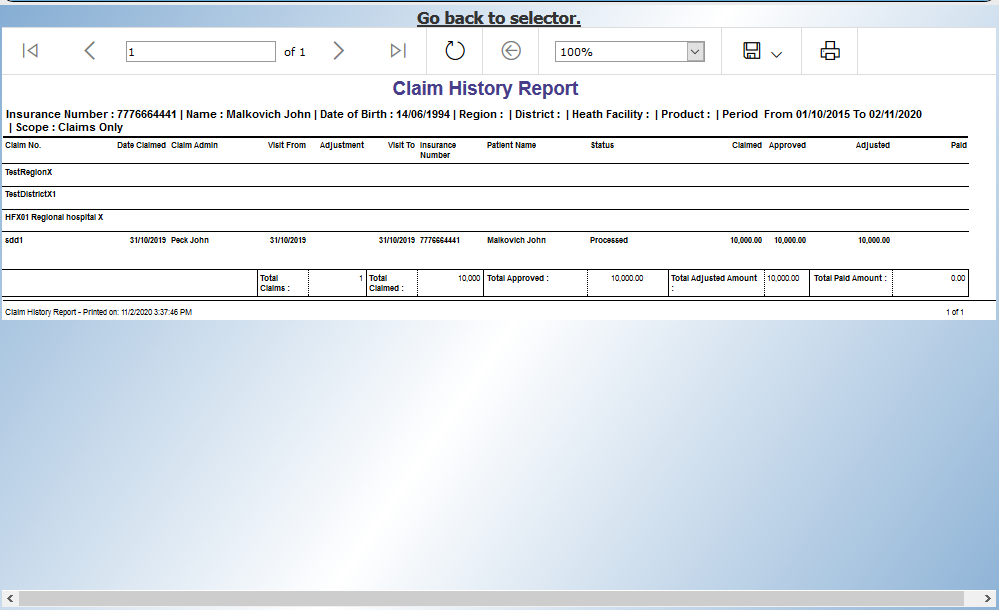 Go back to selector.
1 of 1 100%
Claim History Report
Insurance Number : 7776664441 | Name : Malkovich John | Date of Birth : 14/06/1994 | Region : | District : | Heath Facility : | Product : | Period From 01/10/2015 To 02/11/2020
| Scope : Claims Only
Claim No. Date Claimed Claim Admin Visit From Adjustment Visit To Insurance Number Patient Name Status Claimed Approved Adjusted Paid
TestRegionX
TestDistrictX1
HFX01 Regional hospital X
sdd1 31/10/2019 Peck John 31/10/2019 31/10/2019 7776664441 Malkovich John Processed 10,000.00 10,000.00 10,000.00
Total Claims : 1 Total Claimed : 10,000 Total Approved : 10,000.00 Total Adjusted Amount : 10,000.00 Total Paid Amount : 0.00
Claim History Report - Printed on: 11/2/2020 3:37:46 PM 1 of 1